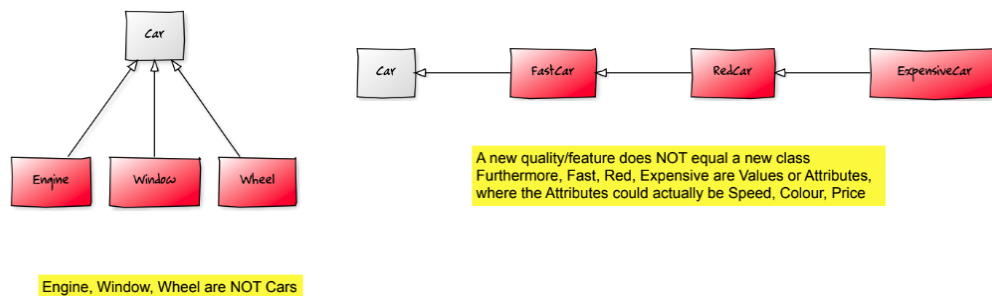 Car
Engine
Window
Wheel
Engine, Window, Wheel are NOT Cars
Car
FastCar
RedCar
ExpensiveCar
A new quality/feature does NOT equal a new class
Furthermore, Fast, Red, Expensive are Values or Attributes,
where the Attributes could actually be Speed, Colour, Price